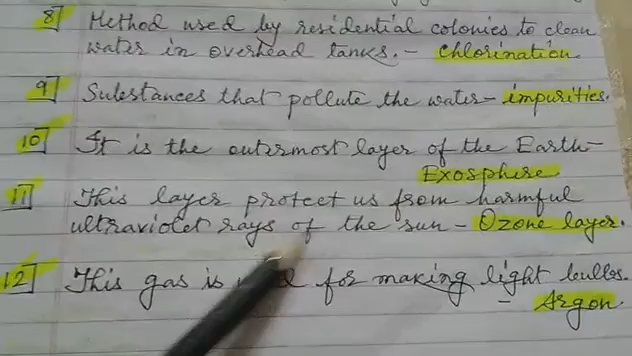 8] Method used by residential colonies to clean
water in overhead tanks. - Chlorination.
9] Substances that pollute the water - impurities.
10] It is the outermost layer of the Earth -
Exosphere
11] This layer protect us from harmful
ultraviolet rays of the sun - Ozone layer.
12] This gas is for making light bulbs.
- Argon.